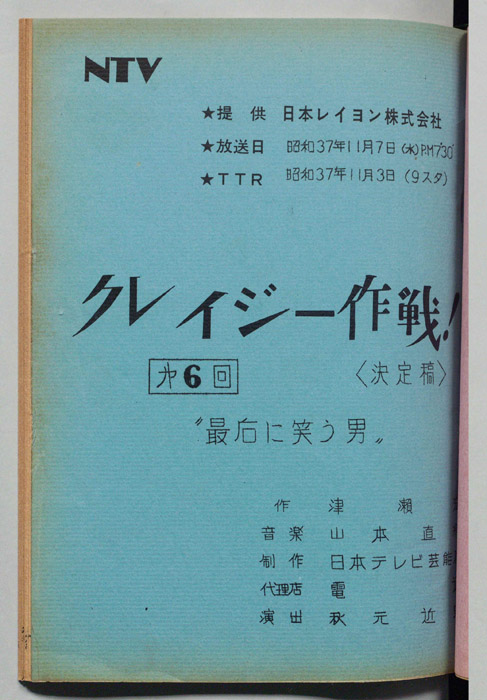 NTV
★提供 日本レイヨン株式会社
★放送日 昭和37年11月7日(水)P.M7°30'
★TTR 昭和37年11月3日(9スタ)
クレイジー作戦!
才6回
〈決定稿〉
〝最后に笑う男〟
作 津瀬
音楽 山本直
制作 日本テレビ芸能
代理店 電
演出 秋元近